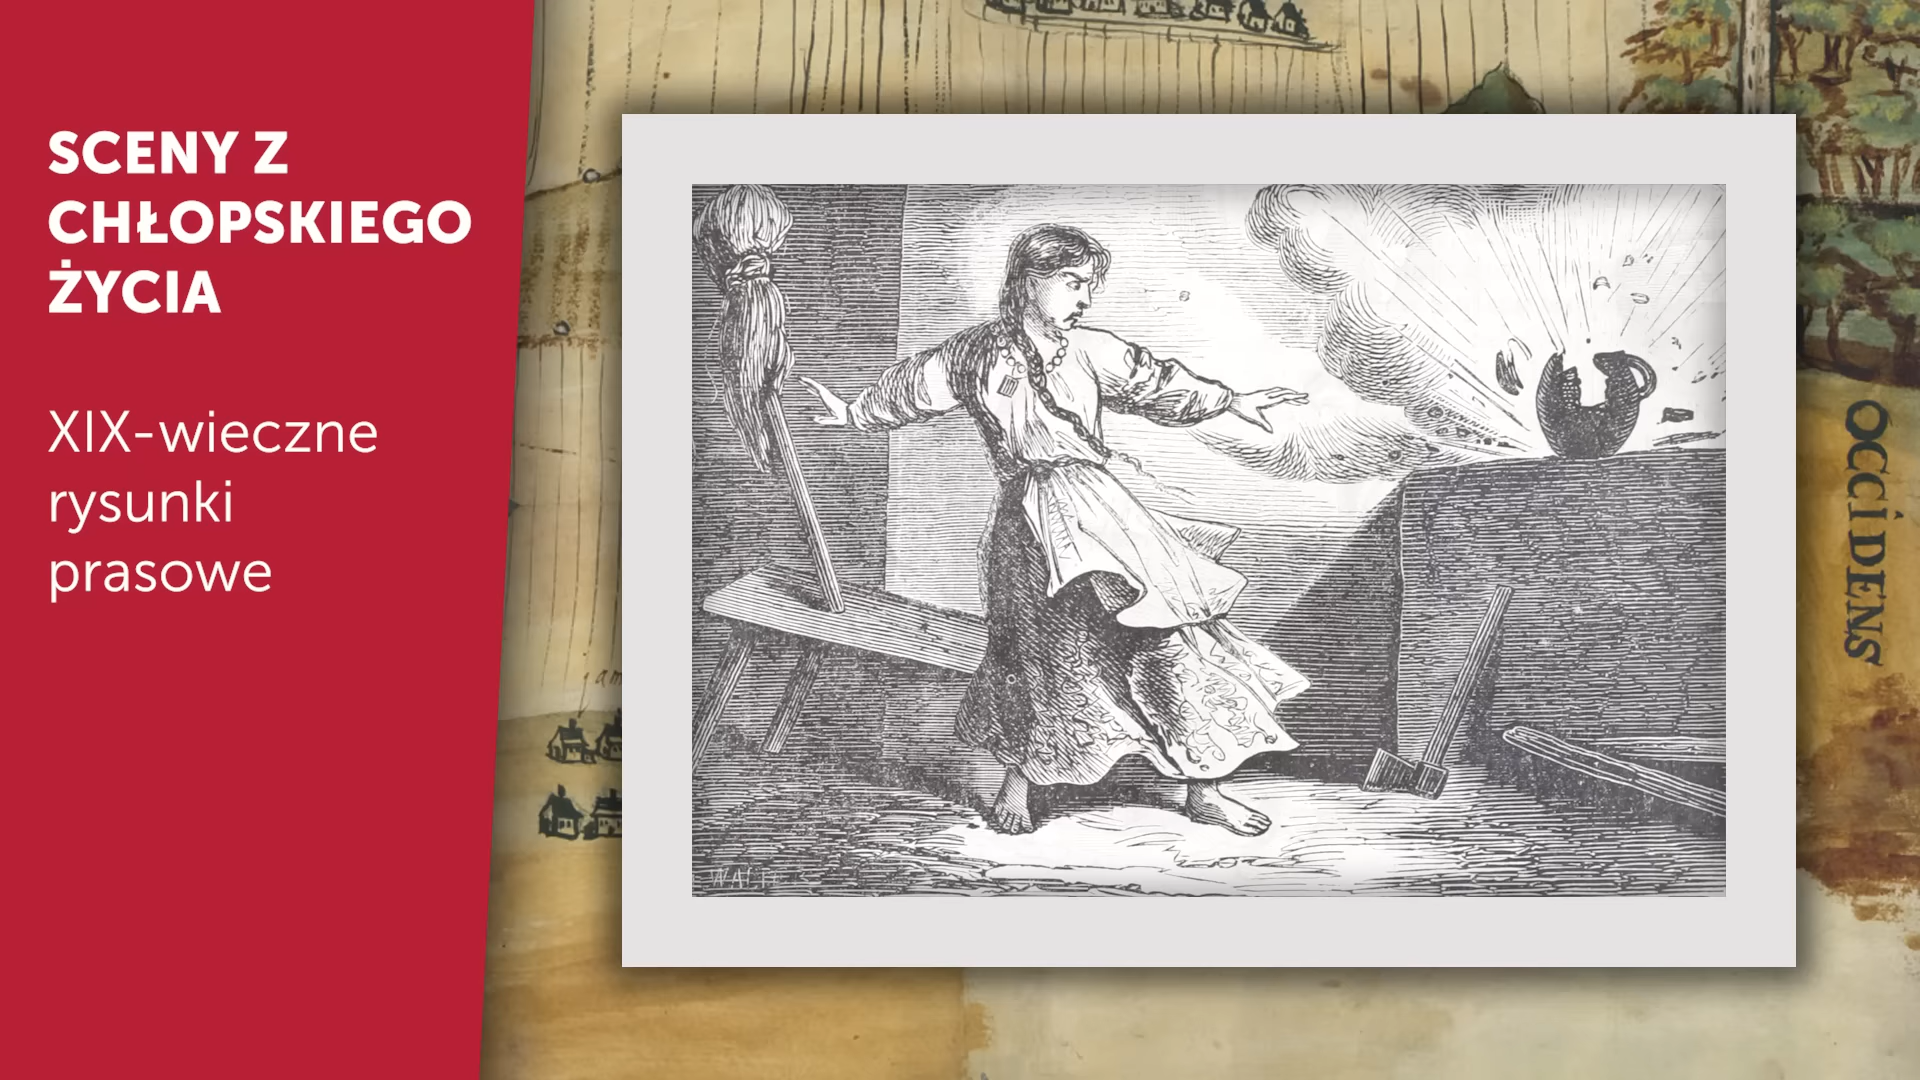 SCENY Z
CHŁOPSKIEGO
ŻYCIA
XIX-wieczne
rysunki
prasowe
OCCIDENS